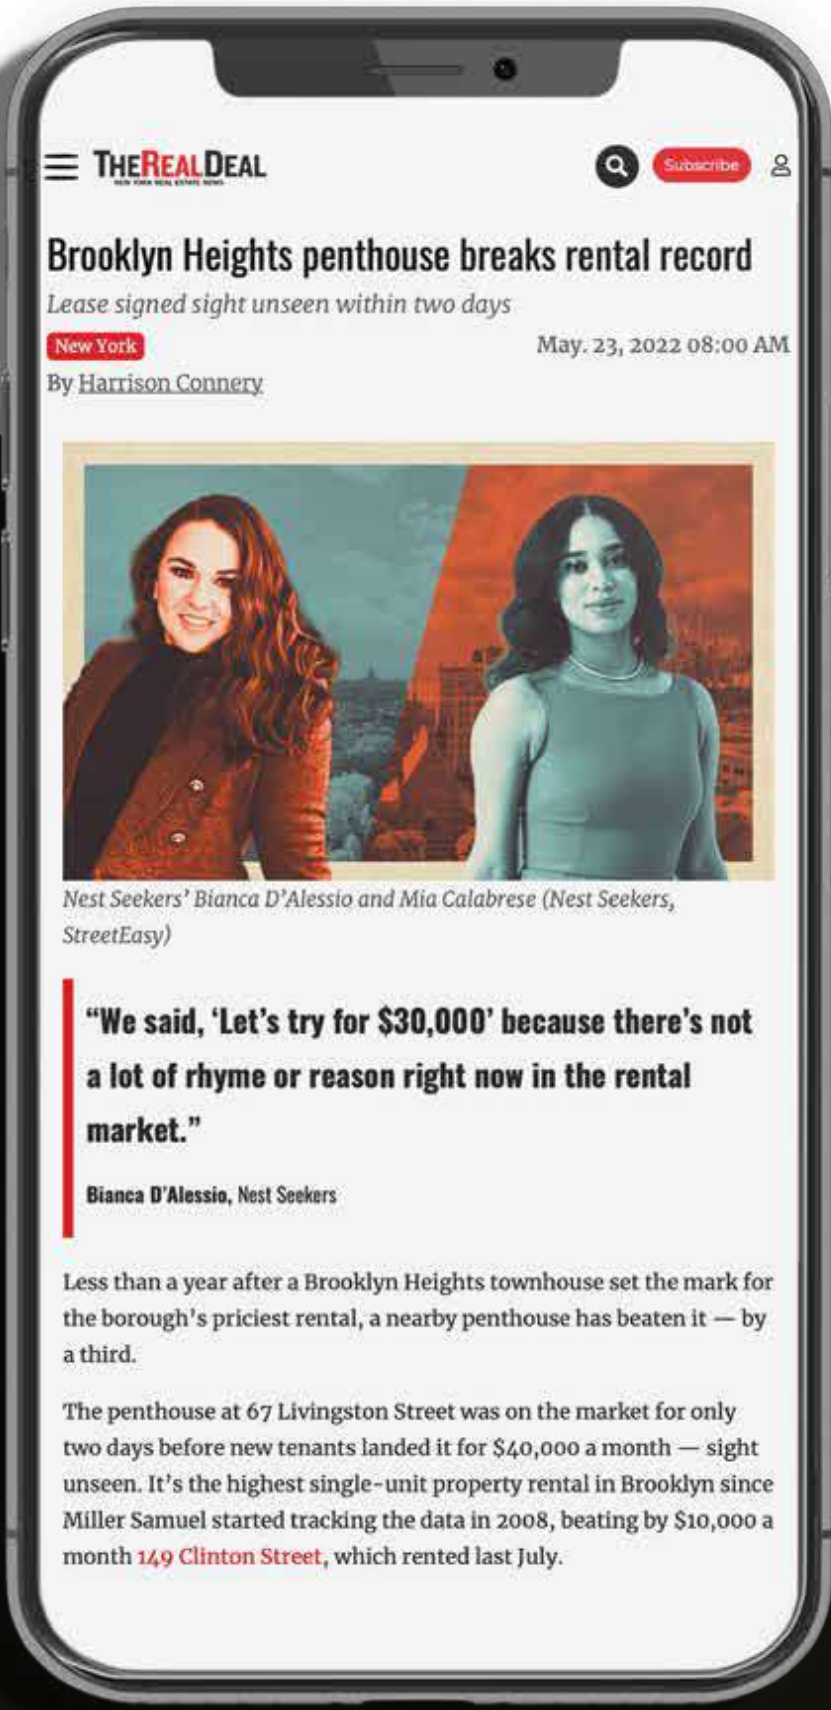 THEREALDEAL
NEW YORK REAL ESTATE NEWS
Subscribe
Brooklyn Heights penthouse breaks rental record
Lease signed sight unseen within two days
New York
May. 23, 2022 08:00 AM
By Harrison Connery
Nest Seekers’ Bianca D’Alessio and Mia Calabrese (Nest Seekers,
StreetEasy)
“We said, ‘Let’s try for $30,000’ because there’s not
a lot of rhyme or reason right now in the rental
market.”
Bianca D’Alessio, Nest Seekers
Less than a year after a Brooklyn Heights townhouse set the mark for
the borough’s priciest rental, a nearby penthouse has beaten it — by
a third.
The penthouse at 67 Livingston Street was on the market for only
two days before new tenants landed it for $40,000 a month — sight
unseen. It’s the highest single-unit property rental in Brooklyn since
Miller Samuel started tracking the data in 2008, beating by $10,000 a
month 149 Clinton Street, which rented last July.